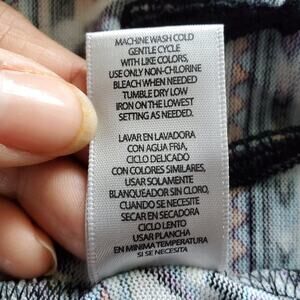 MACHINE WASH COLD
GENTLE CYCLE
WITH LIKE COLORS,
USE ONLY NON-CHLORINE
BLEACH WHEN NEEDED
TUMBLE DRY LOW
IRON ON THE LOWEST
SETTING AS NEEDED.
LAVAR EN LAVADORA
CON AGUA FRIA,
CICLO DELICADO
CON COLORES SIMILARES,
USAR SOLAMENTE
BLANQUEADOR SIN CLORO,
CUANDO SE NECESITE
SECAR EN SECADORA
CICLO LENTO
USAR PLANCHA
EN MINIMA TEMPERATURA
SI SE NECESITA